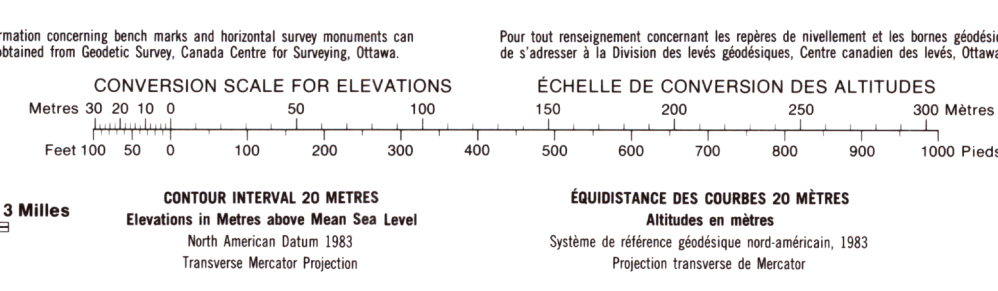 rmation concerning bench marks and horizontal survey monuments can
obtained from Geodetic Survey, Canada Centre for Surveying, Ottawa.
Pour tout renseignement concernant les repères de nivellement et les bornes géodési
de s'adresser à la Division des levés géodésiques, Centre canadien des levés, Ottawa
CONVERSION SCALE FOR ELEVATIONS
ÉCHELLE DE CONVERSION DES ALTITUDES
Metres 30 20 10 0 50 100 150 200 250 300 Mètres
Feet 100 50 0 100 200 300 400 500 600 700 800 900 1000 Pieds
3 Milles
CONTOUR INTERVAL 20 METRES
Elevations in Metres above Mean Sea Level
North American Datum 1983
Transverse Mercator Projection
ÉQUIDISTANCE DES COURBES 20 MÈTRES
Altitudes en mètres
Système de référence géodésique nord-américain, 1983
Projection transverse de Mercator